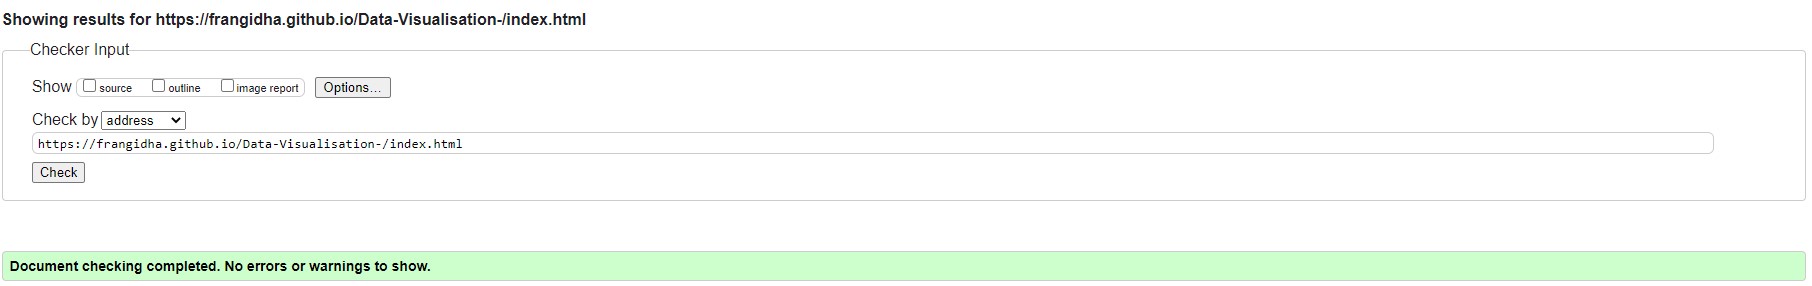 Showing results for https://frangidha.github.io/Data-Visualisation-/index.html
Checker Input
Show source outline image report Options...
Check by address
https://frangidha.github.io/Data-Visualisation-/index.html
Check
Document checking completed. No errors or warnings to show.